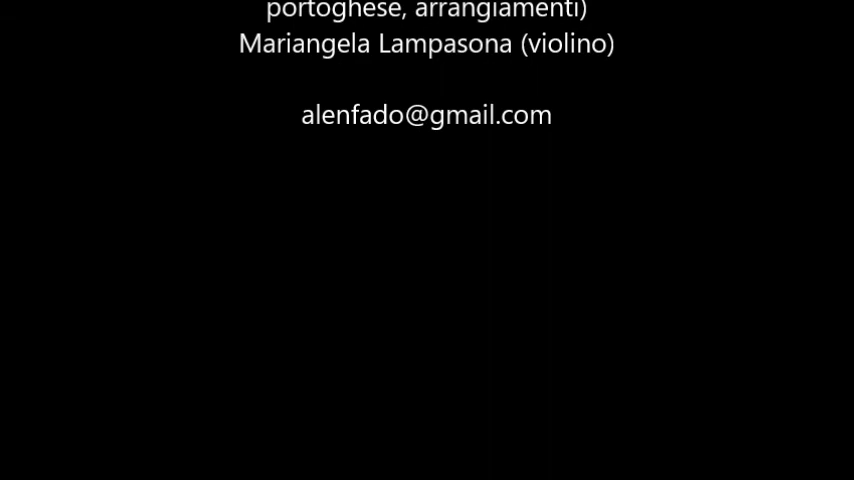 portoghese, arrangiamenti)
Mariangela Lampasona (violino)
alenfado@gmail.com